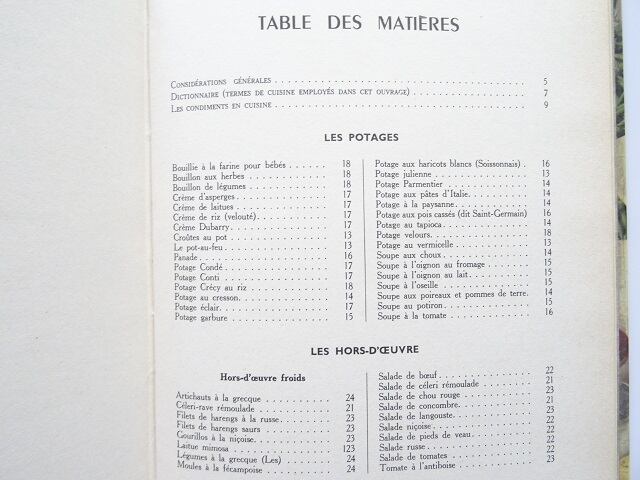 TABLE DES MATIÈRES
CONSIDÉRATIONS GÉNÉRALES 5
DICTIONNAIRE (TERMES DE CUISINE EMPLOYÉS DANS CET OUVRAGE) 7
LES CONDIMENTS EN CUISINE 9
LES POTAGES
Bouillie à la farine pour bébés 18
Bouillon aux herbes 18
Bouillon de légumes 18
Crème d'asperges 17
Crème de laitues 17
Crème de riz (velouté) 17
Crème Dubarry 17
Croûtes au pot 13
Le pot-au-feu 13
Panade 16
Potage Condé 17
Potage Conti 17
Potage Crécy au riz 18
Potage au cresson 14
Potage éclair 17
Potage garbure 15
Potage aux haricots blancs (Soissonnais) 16
Potage julienne 13
Potage Parmentier 14
Potage aux pâtes d'Italie 14
Potage à la paysanne 14
Potage aux pois cassés (dit Saint-Germain) 16
Potage au tapioca 14
Potage velours 18
Potage au vermicelle 13
Soupe aux choux 14
Soupe à l'oignon au fromage 15
Soupe à l'oignon au lait 15
Soupe à l'oseille 15
Soupe aux poireaux et pommes de terre 14
Soupe au potiron 15
Soupe à la tomate 16
LES HORS-D'ŒUVRE
Hors-d'œuvre froids
Artichauts à la grecque 24
Céleri-rave rémoulade 21
Filets de harengs à la russe 23
Filets de harengs saurs 23
Gourillos à la niçoise 23
Laitue mimosa 123
Légumes à la grecque (Les) 24
Moules à la fécampoise 24
Salade de bœuf 22
Salade de céleri rémoulade 21
Salade de chou rouge 23
Salade de concombre 21
Salade de langouste 23
Salade niçoise 22
Salade de pieds de veau 22
Salade russe 22
Salade de tomates 22
Tomate à l'antiboise 23